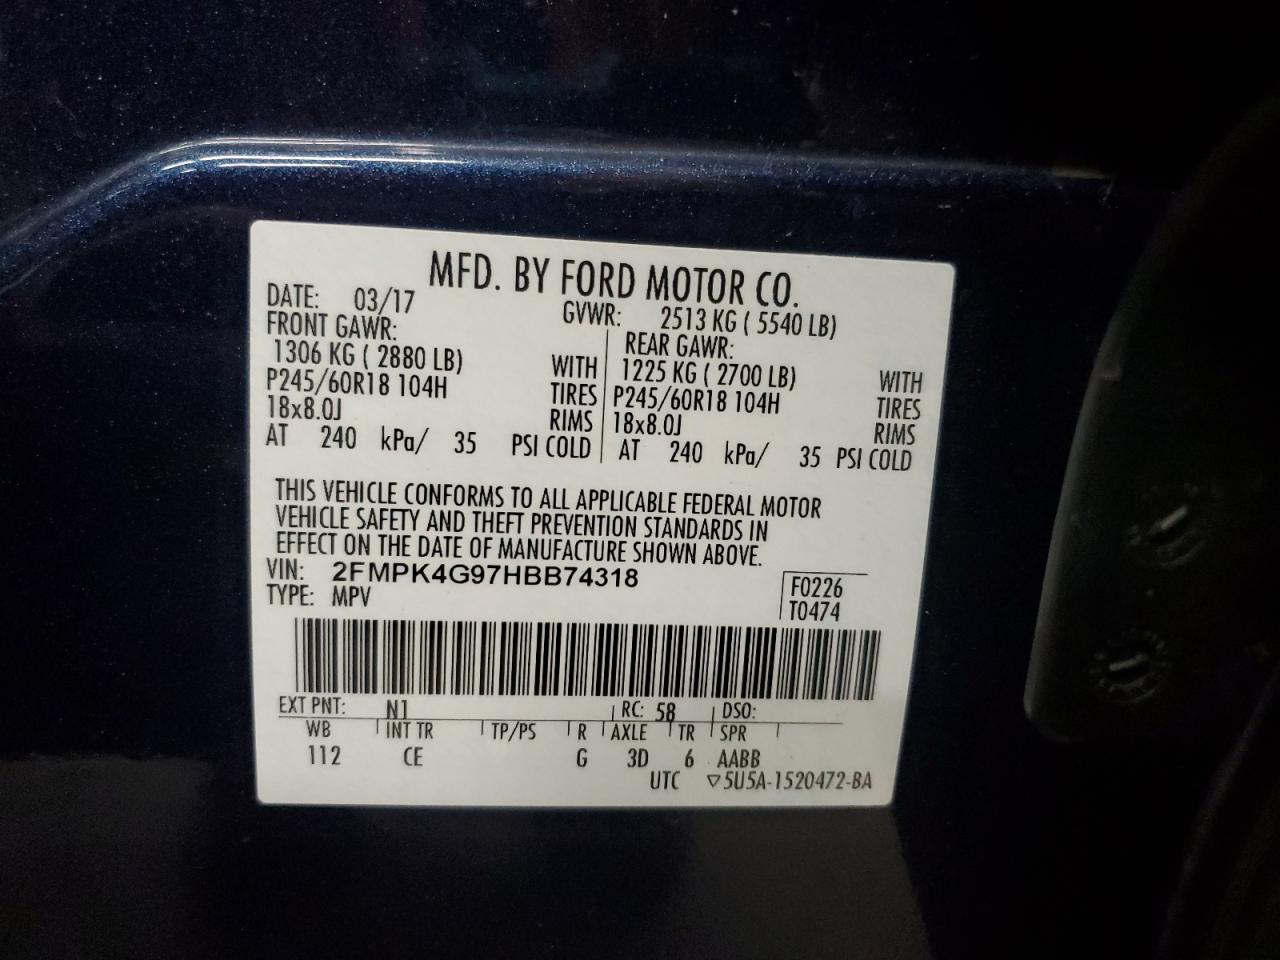 MFD. BY FORD MOTOR CO.
DATE: 03/17 GVWR: 2513 KG ( 5540 LB)
FRONT GAWR: REAR GAWR:
1306 KG ( 2880 LB) WITH 1225 KG ( 2700 LB) WITH
P245/60R18 104H TIRES P245/60R18 104H TIRES
18x8.0J RIMS 18x8.0J RIMS
AT 240 kPa/ 35 PSI COLD AT 240 kPa/ 35 PSI COLD
THIS VEHICLE CONFORMS TO ALL APPLICABLE FEDERAL MOTOR
VEHICLE SAFETY AND THEFT PREVENTION STANDARDS IN
EFFECT ON THE DATE OF MANUFACTURE SHOWN ABOVE.
VIN: 2FMPK4G97HBB74318 F0226
TYPE: MPV T0474
EXT PNT: N1 RC: 58 DSO:
WB INT TR TP/PS R AXLE TR SPR
112 CE G 3D 6 AABB
UTC ▽5U5A-1520472-BA